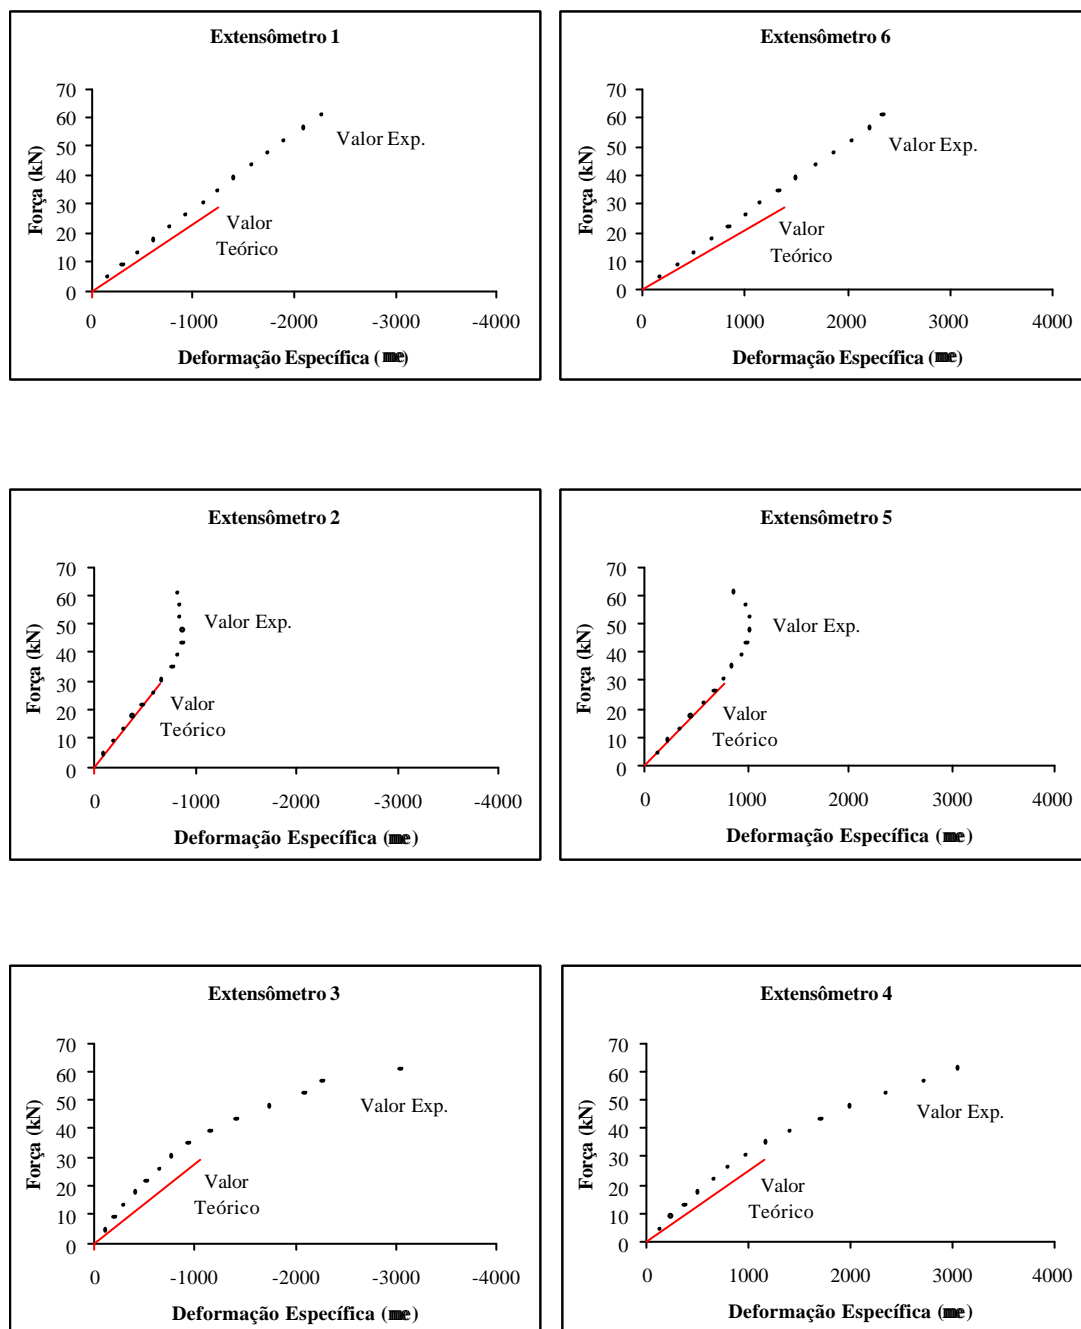 Extensômetro 1
70
60
50
40
30
20
10
0
Força (kN)
Valor Exp.
Valor
Teórico
0 -1000 -2000 -3000 -4000
Deformação Específica (me)
Extensômetro 6
70
60
50
40
30
20
10
0
Força (kN)
Valor Exp.
Valor
Teórico
0 1000 2000 3000 4000
Deformação Específica (me)
Extensômetro 2
70
60
50
40
30
20
10
0
Força (kN)
Valor Exp.
Valor
Teórico
0 -1000 -2000 -3000 -4000
Deformação Específica (me)
Extensômetro 5
70
60
50
40
30
20
10
0
Força (kN)
Valor Exp.
Valor
Teórico
0 1000 2000 3000 4000
Deformação Específica (me)
Extensômetro 3
70
60
50
40
30
20
10
0
Força (kN)
Valor Exp.
Valor
Teórico
0 -1000 -2000 -3000 -4000
Deformação Específica (me)
Extensômetro 4
70
60
50
40
30
20
10
0
Força (kN)
Valor Exp.
Valor
Teórico
0 1000 2000 3000 4000
Deformação Específica (me)